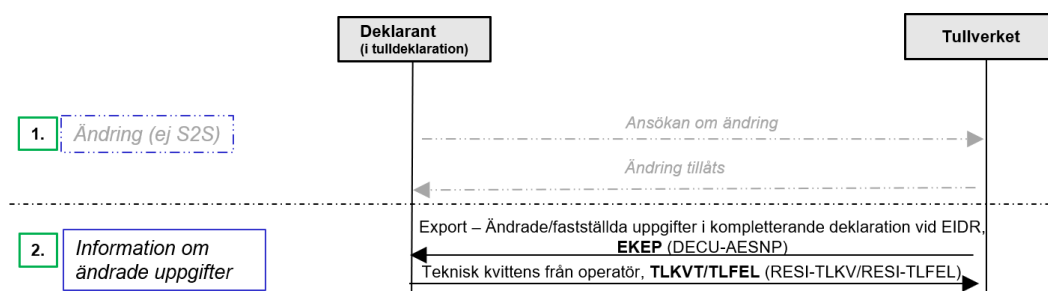 Deklarant
(i tulldeklaration)
Tullverket
1.
Ändring (ej S2S)
Ansökan om ändring
Ändring tillåts
2.
Information om
ändrade uppgifter
Export – Ändrade/fastställda uppgifter i kompletterande deklaration vid EIDR,
EKEP (DECU-AESNP)
Teknisk kvittens från operatör, TLKVT/TLFEL (RESI-TLKV/RESI-TLFEL)